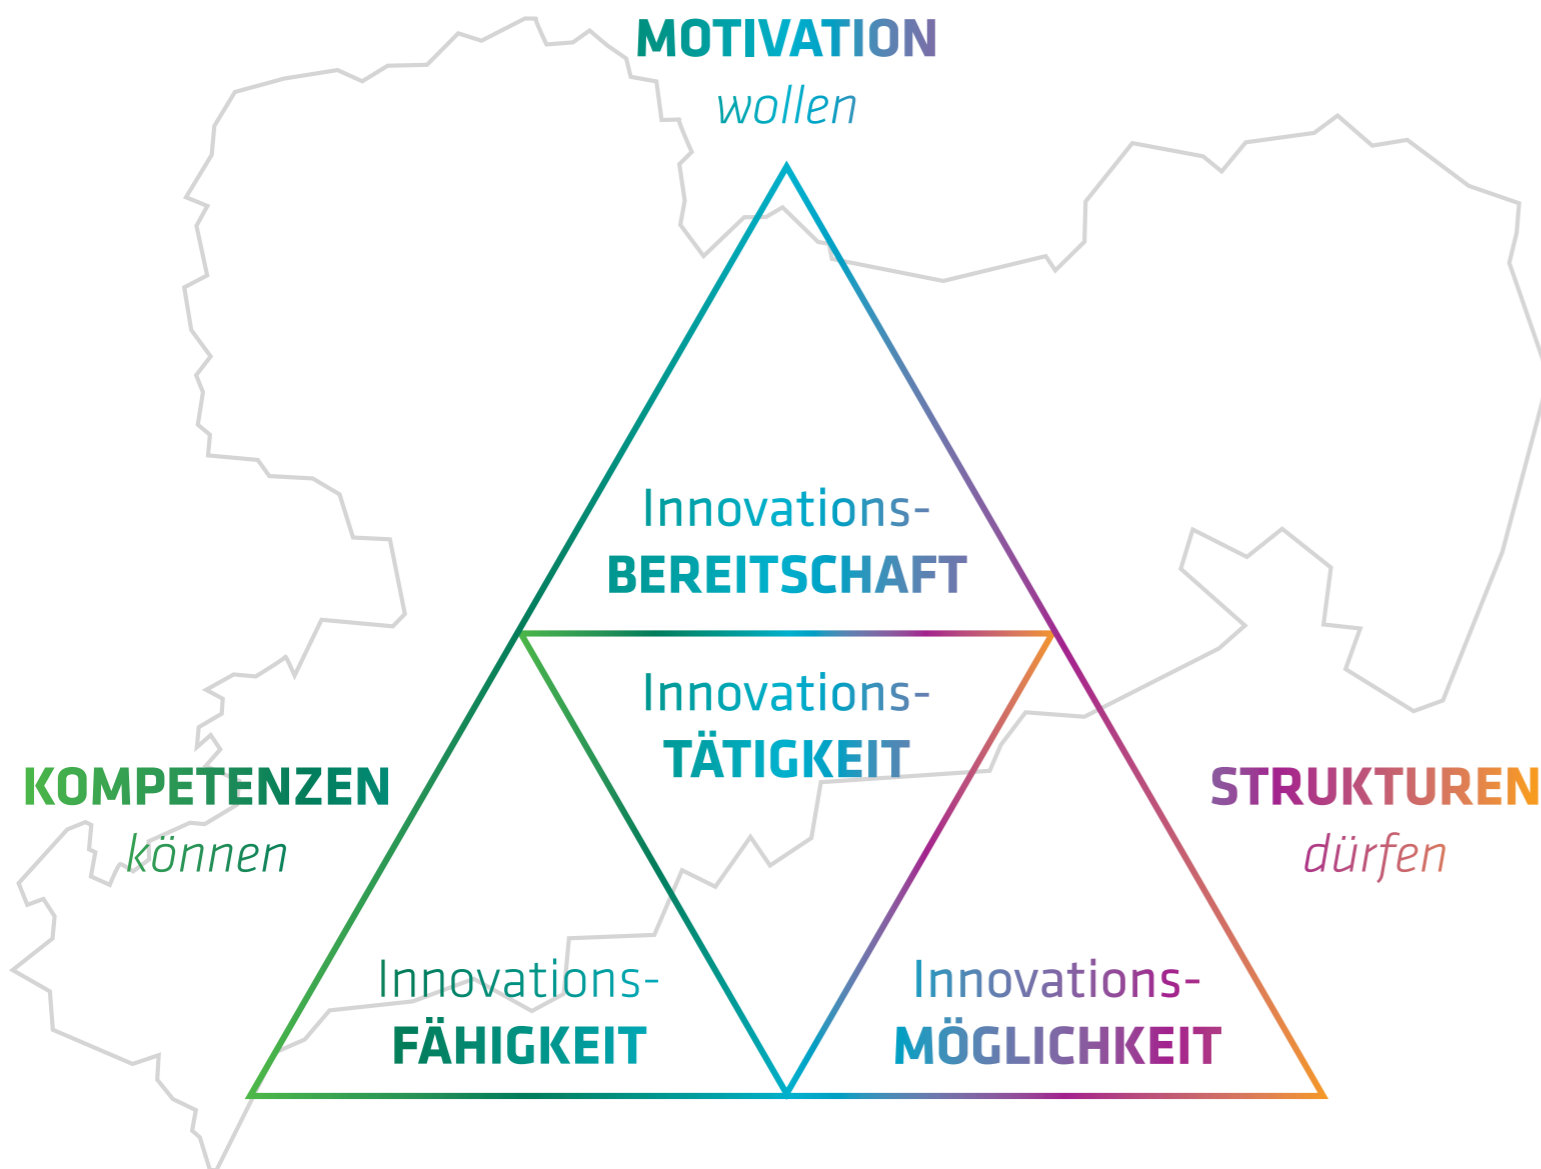 MOTIVATION
wollen
Innovations-
BEREITSCHAFT
Innovations-
TÄTIGKEIT
KOMPETENZEN
können
STRUKTUREN
dürfen
Innovations-
FÄHIGKEIT
Innovations-
MÖGLICHKEIT